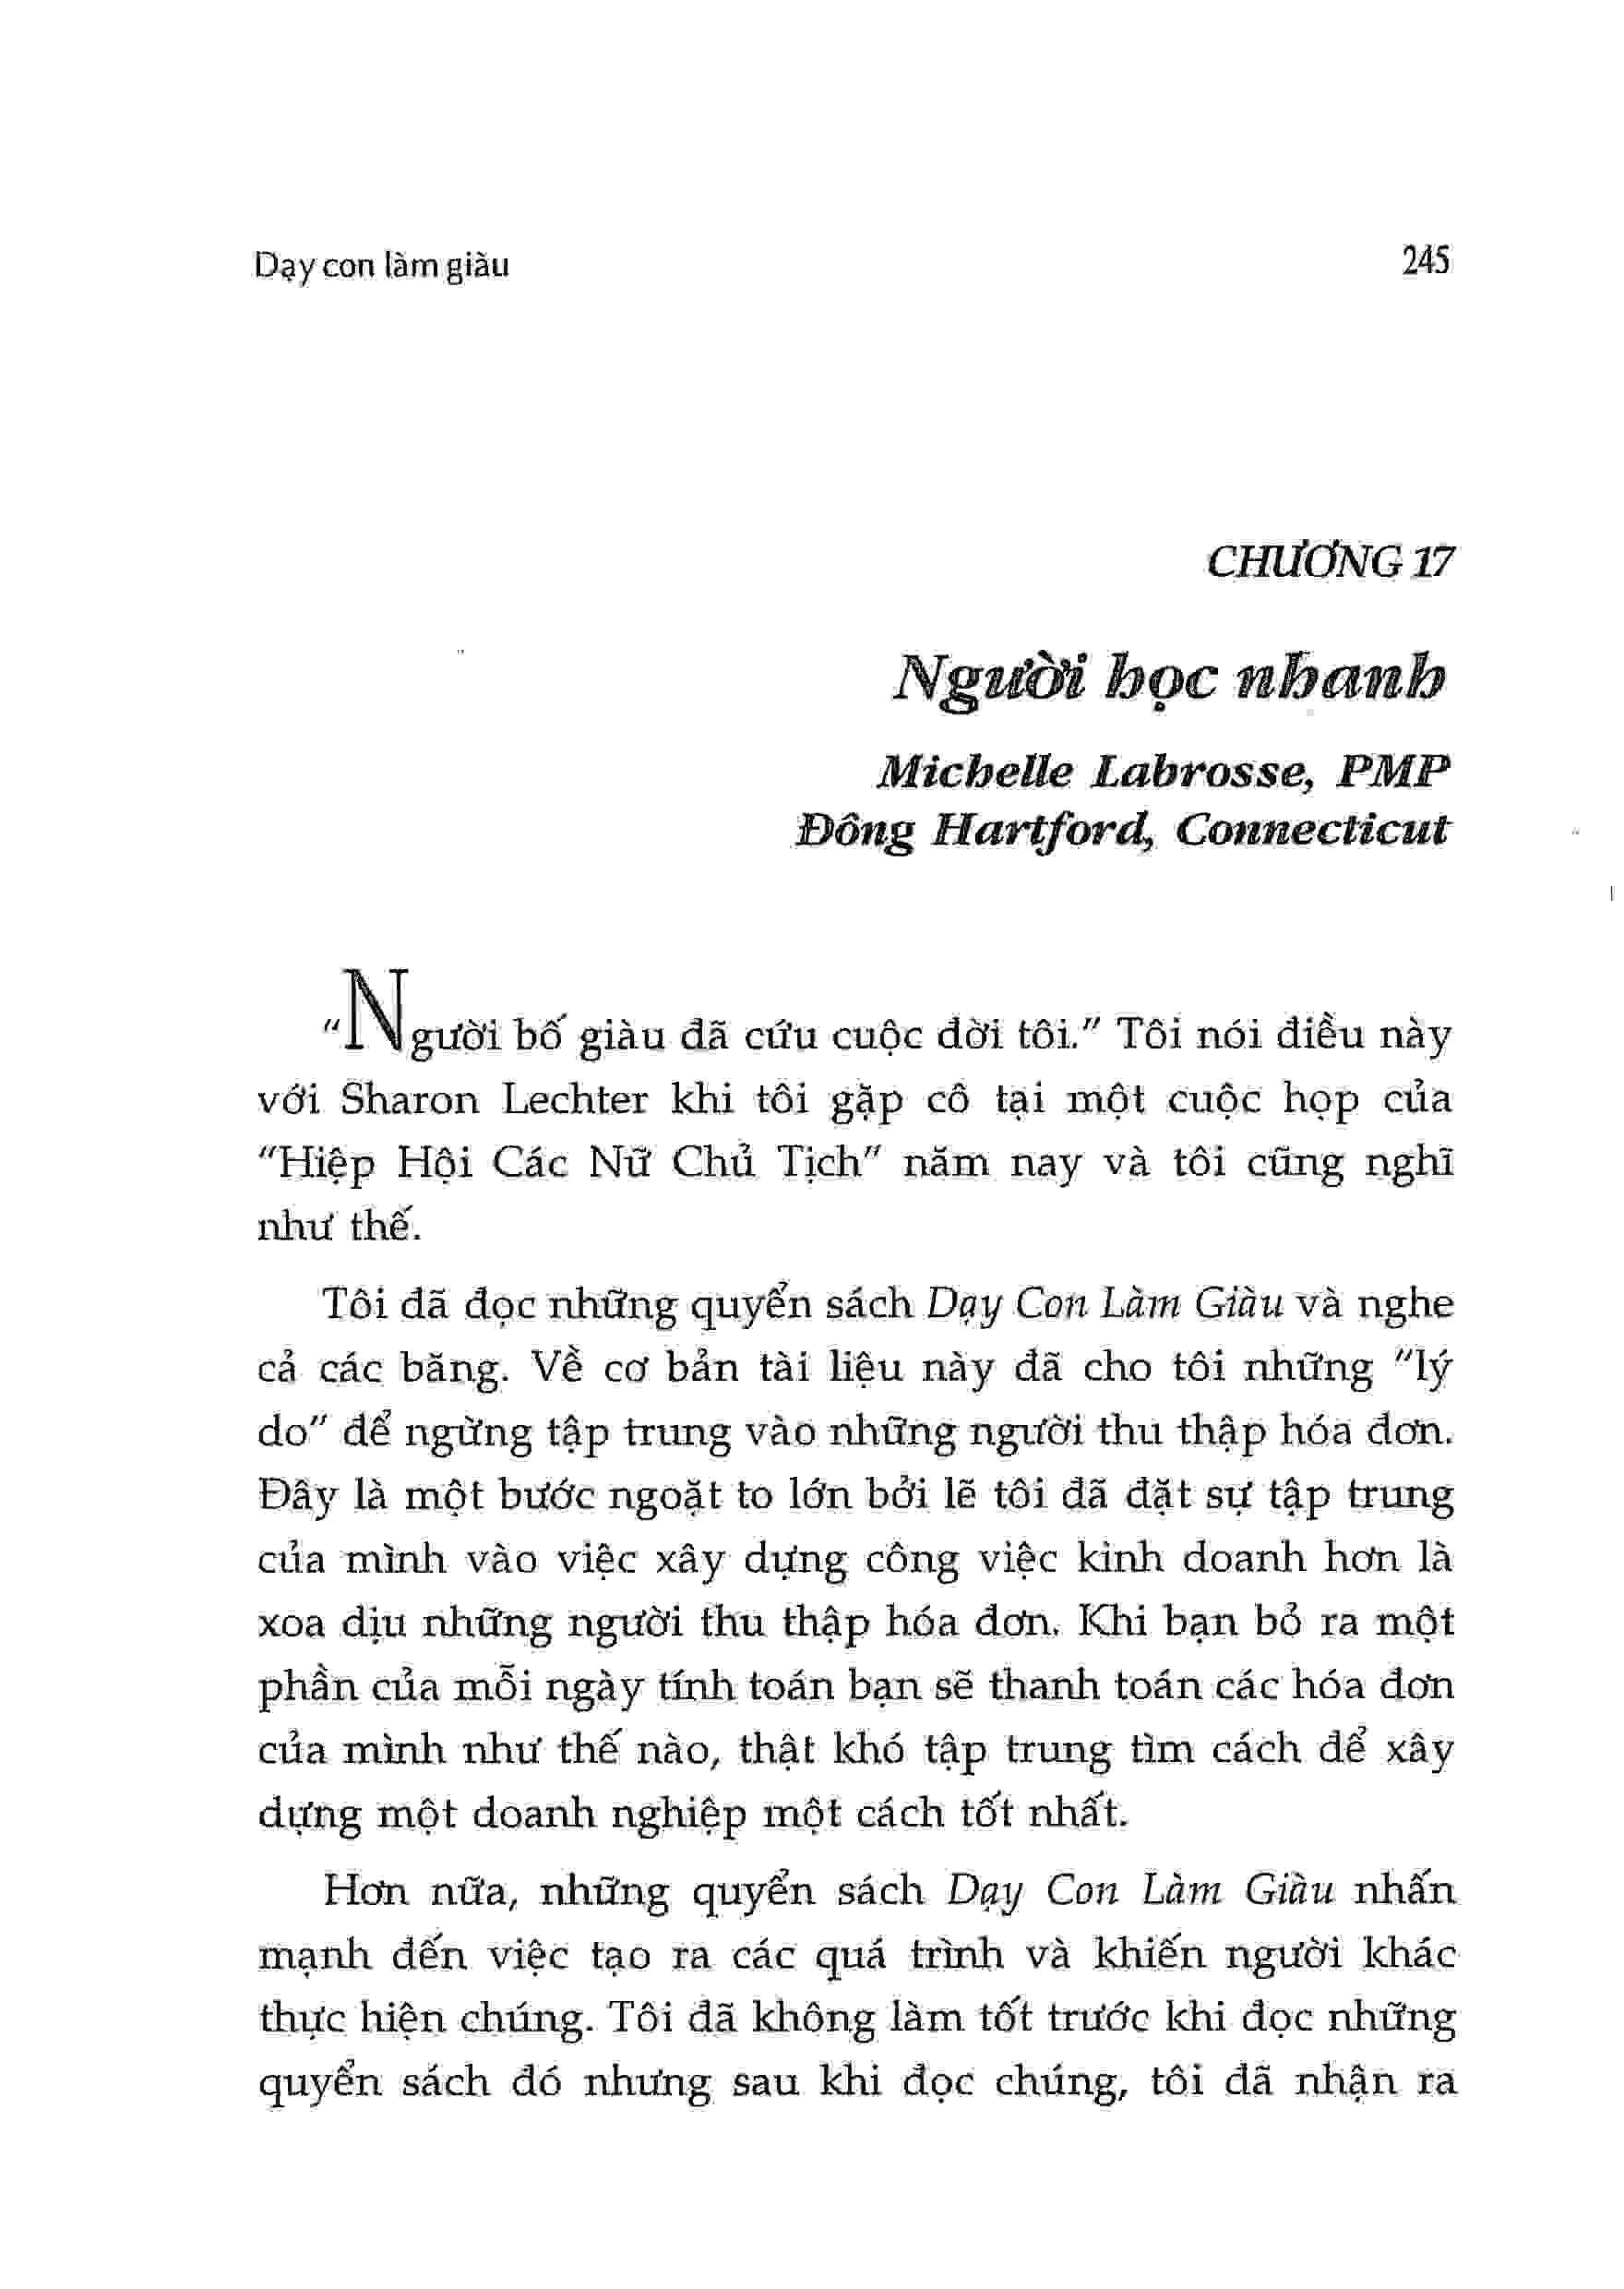 Dạy con làm giàu 245
CHƯƠNG 17
Người học nhanh
Michelle Labrosse, PMP
Đông Hartford, Connecticut
“Người bố giàu đã cứu cuộc đời tôi.” Tôi nói điều này
với Sharon Lechter khi tôi gặp cô tại một cuộc họp của
“Hiệp Hội Các Nữ Chủ Tịch” năm nay và tôi cũng nghĩ
như thế.
Tôi đã đọc những quyển sách Dạy Con Làm Giàu và nghe
cả các băng. Về cơ bản tài liệu này đã cho tôi những “lý
do” để ngừng tập trung vào những người thu thập hóa đơn.
Đây là một bước ngoặt to lớn bởi lẽ tôi đã đặt sự tập trung
của mình vào việc xây dựng công việc kinh doanh hơn là
xoa dịu những người thu thập hóa đơn. Khi bạn bỏ ra một
phần của mỗi ngày tính toán bạn sẽ thanh toán các hóa đơn
của mình như thế nào, thật khó tập trung tìm cách để xây
dựng một doanh nghiệp một cách tốt nhất.
Hơn nữa, những quyển sách Dạy Con Làm Giàu nhấn
mạnh đến việc tạo ra các quá trình và khiến người khác
thực hiện chúng. Tôi đã không làm tốt trước khi đọc những
quyển sách đó nhưng sau khi đọc chúng, tôi đã nhận ra